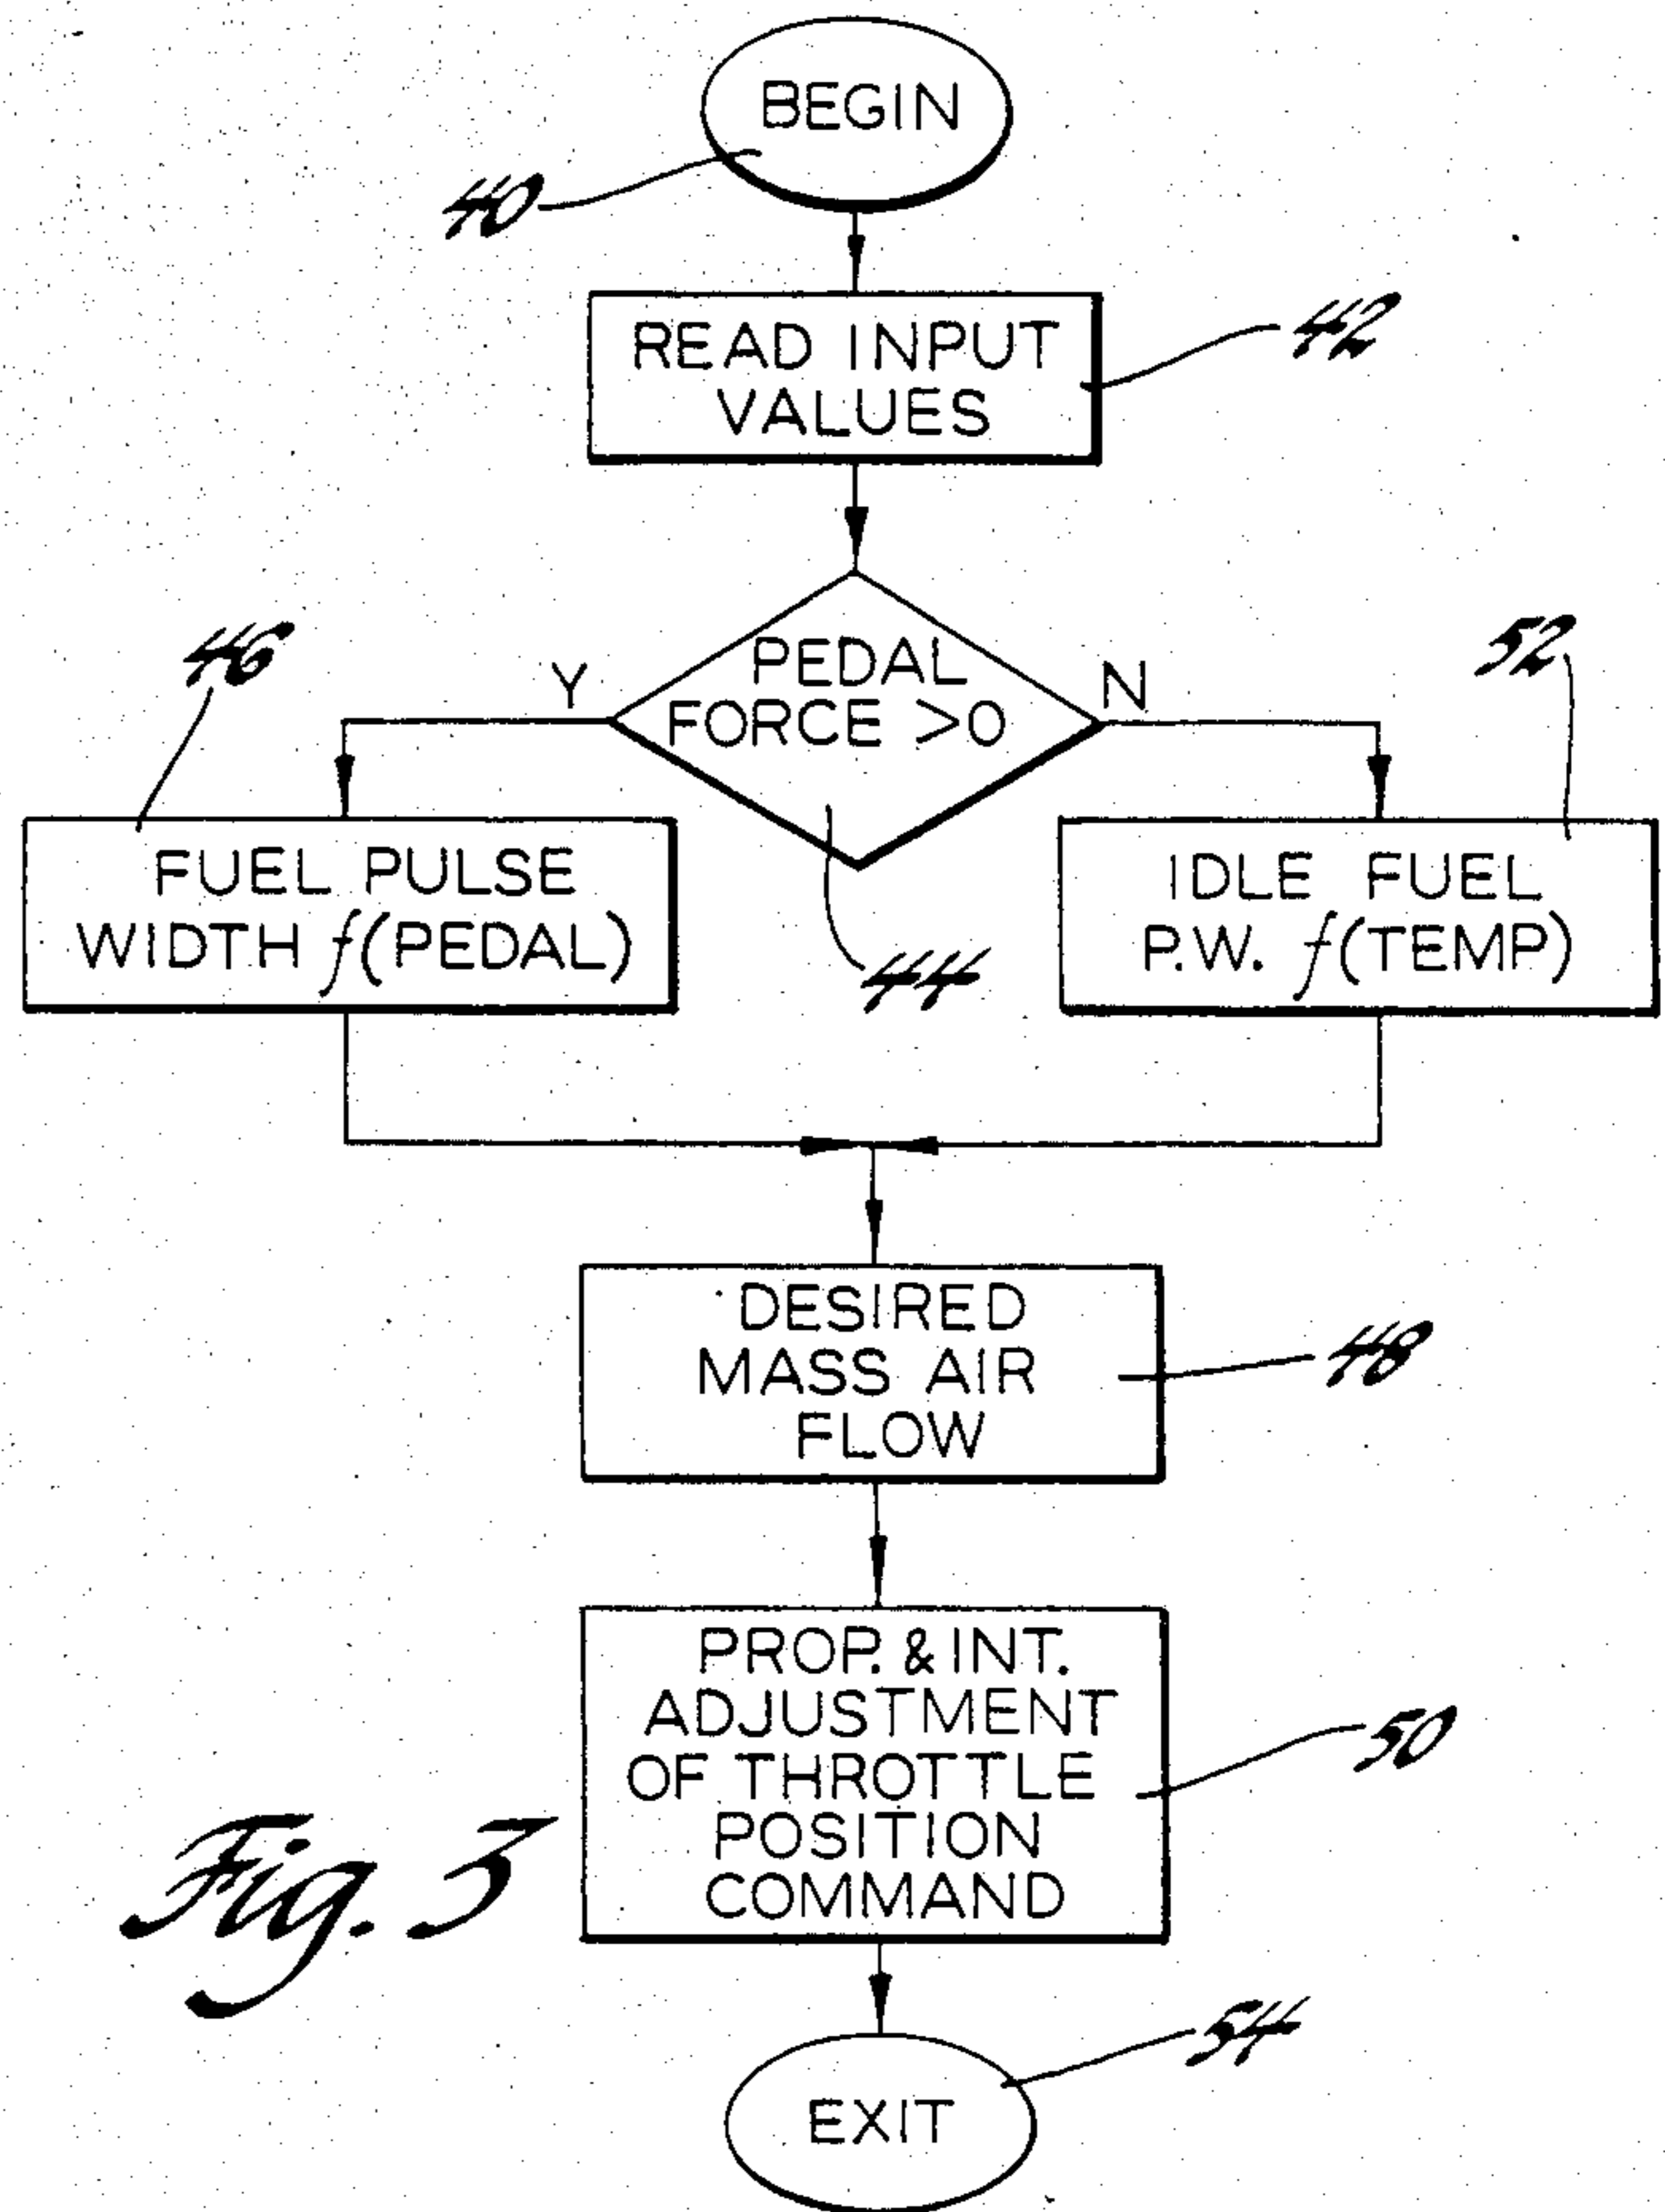 BEGIN
40
READ INPUT
VALUES
42
PEDAL
FORCE >0
Y
N
44
46
FUEL PULSE
WIDTH f(PEDAL)
52
IDLE FUEL
P.W. f(TEMP)
DESIRED
MASS AIR
FLOW
48
PROP. & INT.
ADJUSTMENT
OF THROTTLE
POSITION
COMMAND
50
EXIT
54
Fig. 3